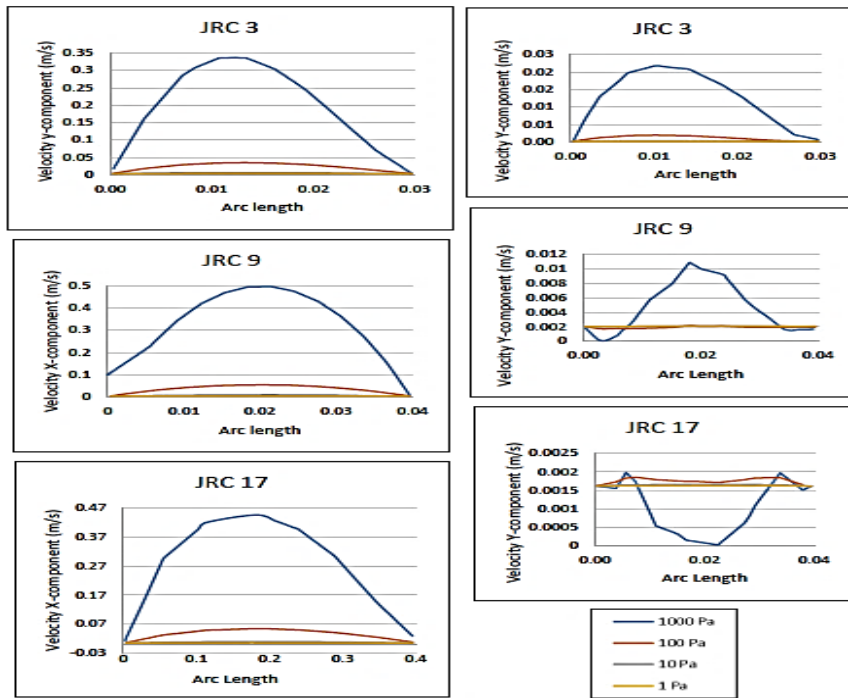 JRC 3
Velocity y-component (m/s)
0.35
0.3
0.25
0.2
0.15
0.1
0.05
0
0.00
0.01
0.02
0.03
Arc length
JRC 3
Velocity Y-component (m/s)
0.03
0.02
0.02
0.01
0.01
0.00
0.00
0.01
0.02
0.03
Arc length
JRC 9
Velocity X-component (m/s)
0.5
0.4
0.3
0.2
0.1
0
0
0.01
0.02
0.03
0.04
Arc length
JRC 9
Velocity Y-component (m/s)
0.012
0.01
0.008
0.006
0.004
0.002
0
0.00
0.02
0.04
Arc Length
JRC 17
Velocity X-component (m/s)
0.47
0.37
0.27
0.17
0.07
-0.03
0
0.1
0.2
0.3
0.4
Arc Length
JRC 17
Velocity Y-component (m/s)
0.0025
0.002
0.0015
0.001
0.0005
0
0.00
0.02
0.04
Arc Length
1000 Pa
100 Pa
10 Pa
1 Pa